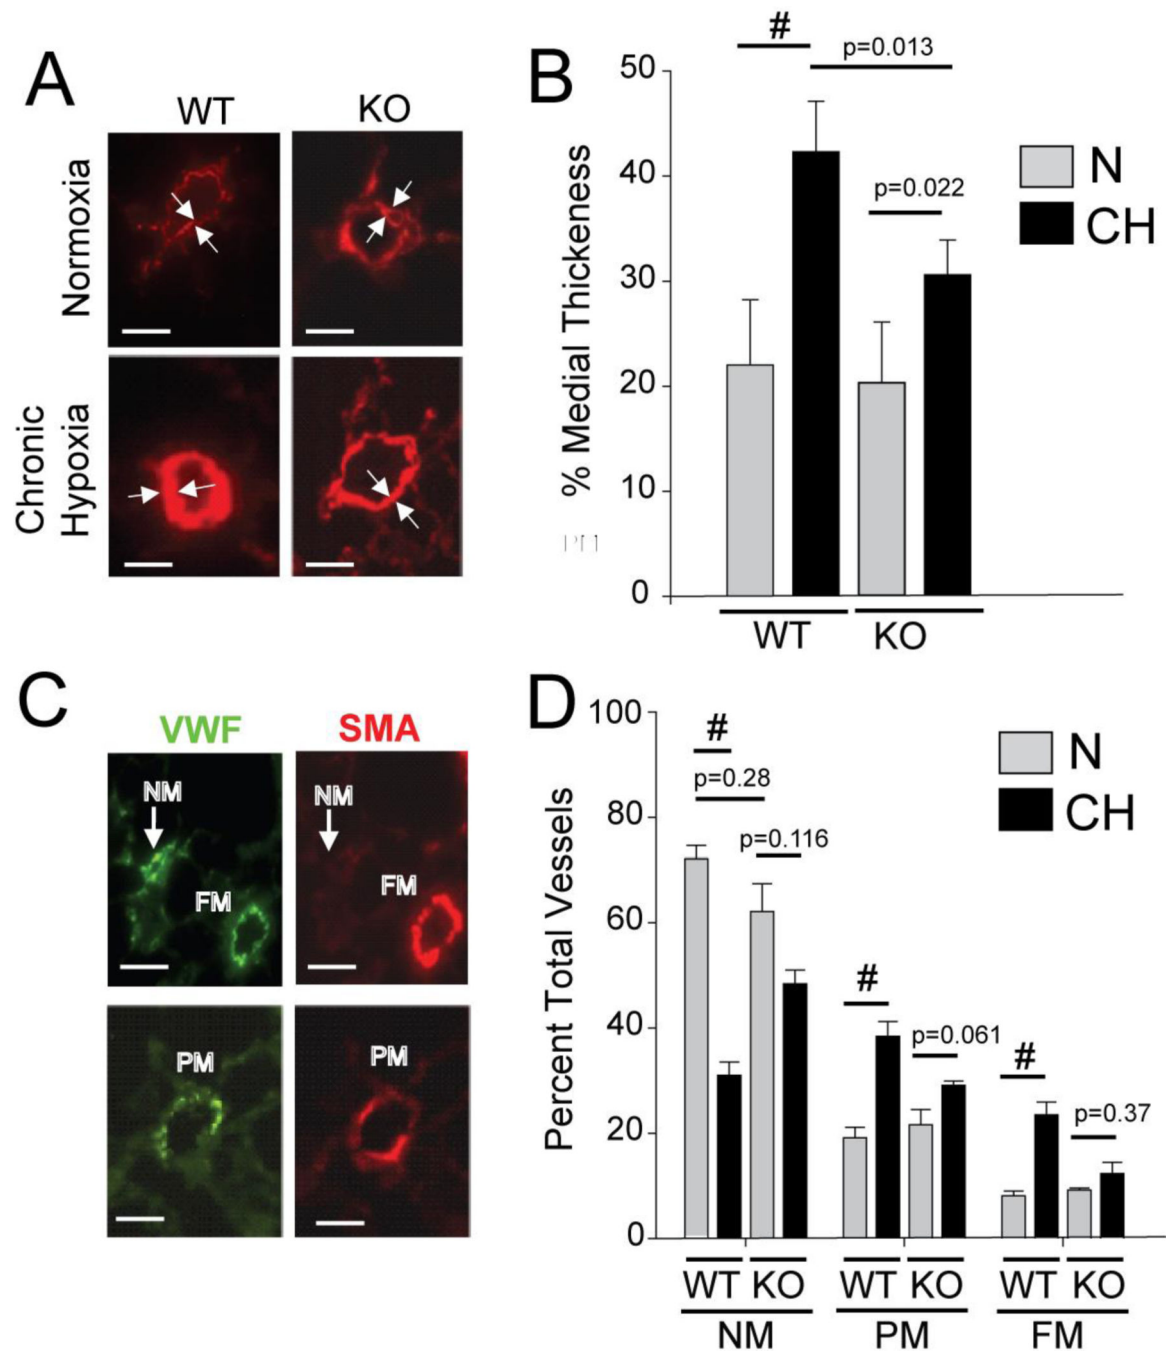 A
WT
KO
Normoxia
Chronic
Hypoxia
B
#
p=0.013
p=0.022
N
CH
% Medial Thickeness
50
40
30
20
10
0
WT
KO
C
VWF
SMA
NM
NM
FM
FM
PM
PM
D
#
p=0.28
p=0.116
#
p=0.061
#
p=0.37
N
CH
Percent Total Vessels
100
80
60
40
20
0
WT KO WT KO WT KO
NM PM FM